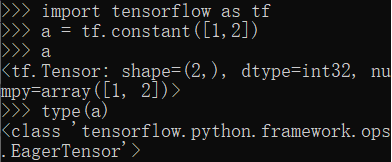 >>> import tensorflow as tf
>>> a = tf.constant([1,2])
>>> a
<tf.Tensor: shape=(2,), dtype=int32, nu
mpy=array([1, 2])>
>>> type(a)
<class 'tensorflow.python.framework.ops
.EagerTensor'>